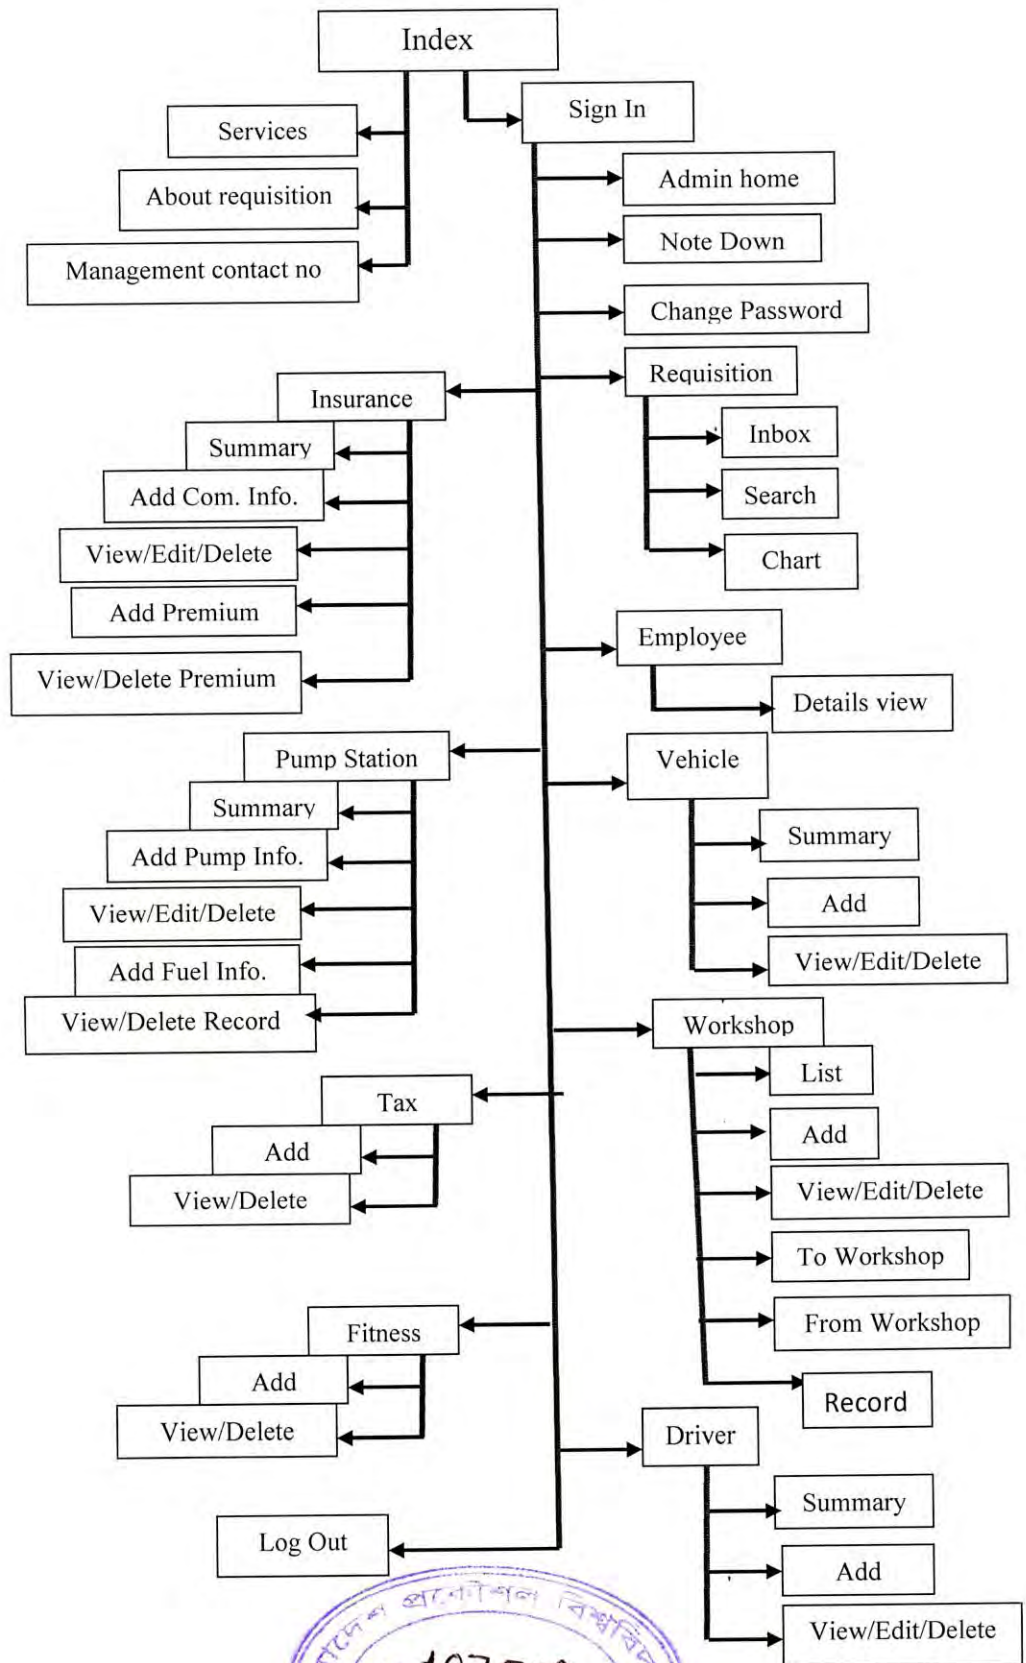 Index
Sign In
Services
About requisition
Management contact no
Admin home
Note Down
Change Password
Requisition
Inbox
Search
Chart
Insurance
Summary
Add Com. Info.
View/Edit/Delete
Add Premium
View/Delete Premium
Employee
Details view
Pump Station
Summary
Add Pump Info.
View/Edit/Delete
Add Fuel Info.
View/Delete Record
Vehicle
Summary
Add
View/Edit/Delete
Workshop
List
Add
View/Edit/Delete
To Workshop
From Workshop
Record
Tax
Add
View/Delete
Fitness
Add
View/Delete
Driver
Summary
Add
View/Edit/Delete
Log Out
প্রকৌশল